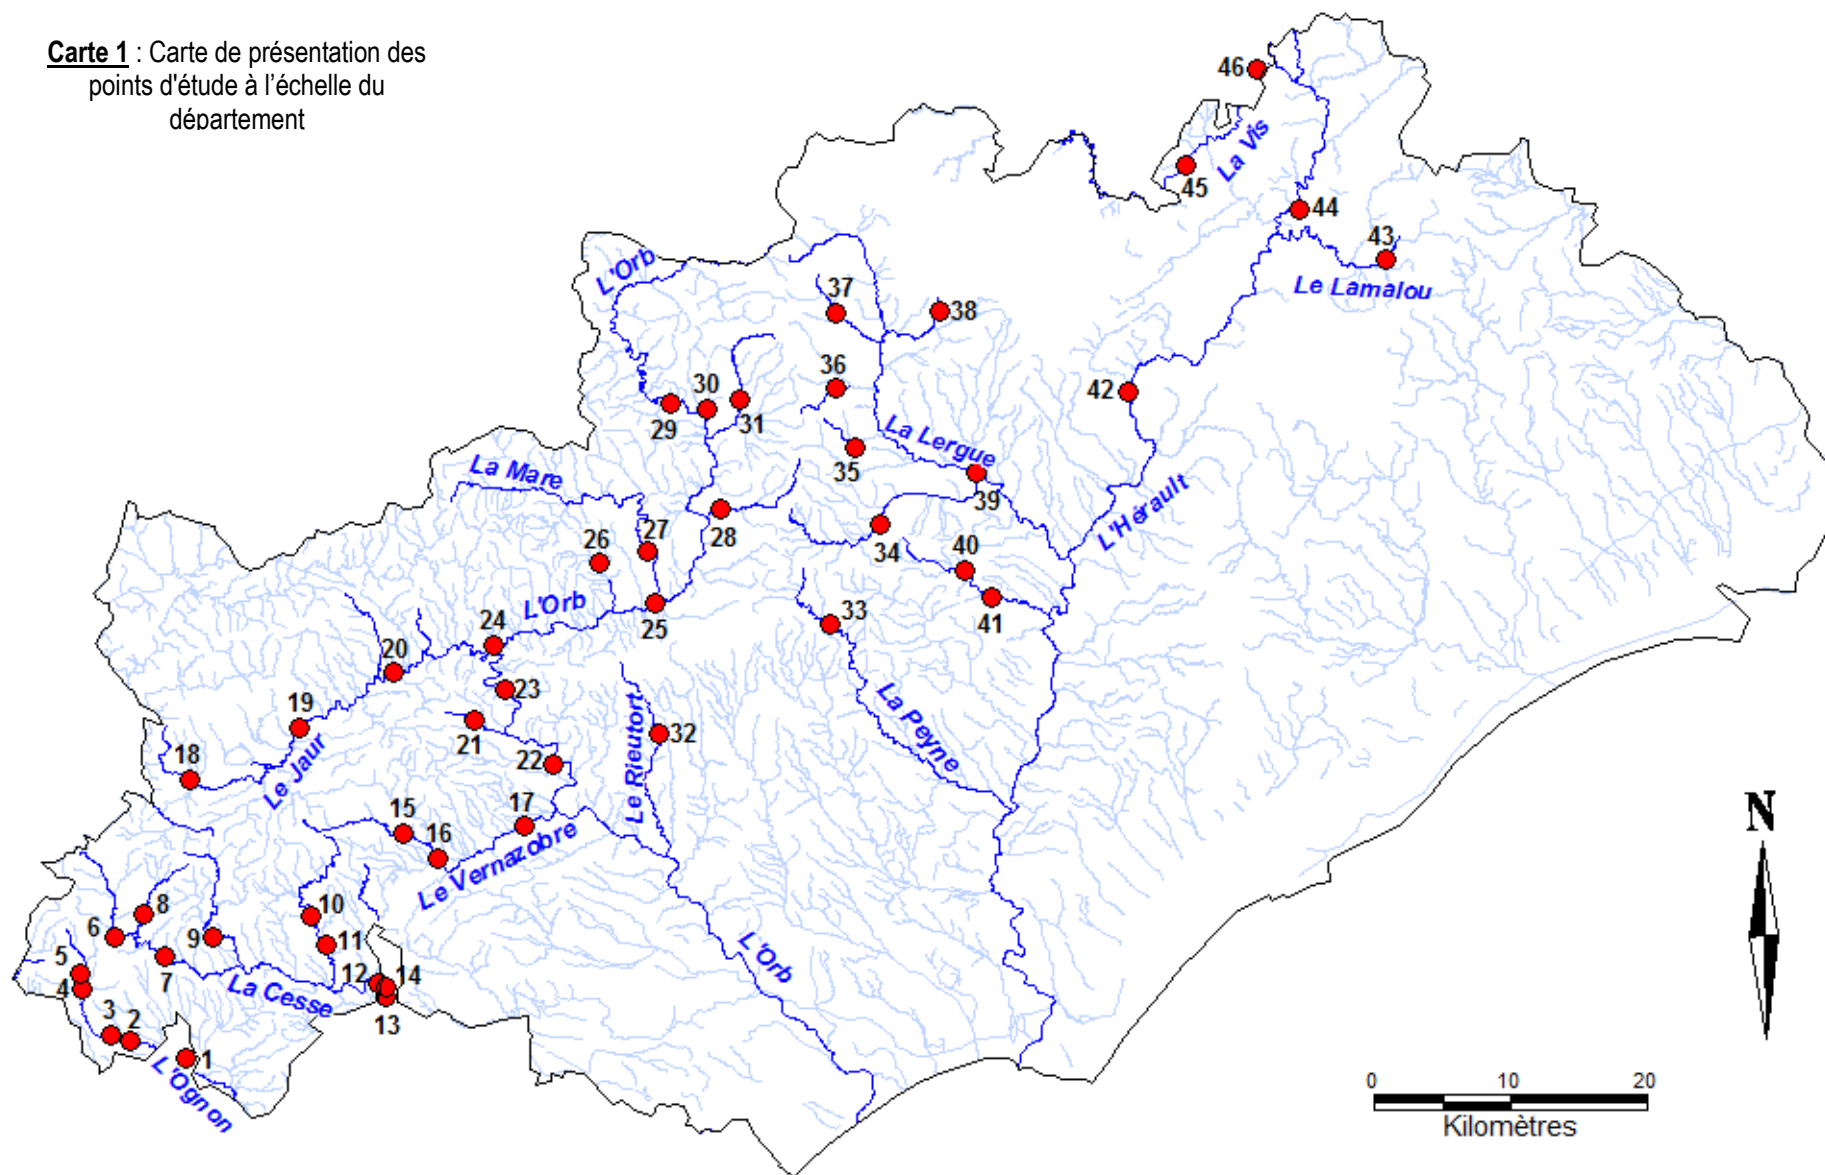 Carte 1 : Carte de présentation des
points d'étude à l'échelle du
département
46
La Vis
45
44
43
Le Lamalou
L'Orb
37
38
36
42
30
31
29
La Lergue
35
39
La Mare
28
34
L'Hérault
27
26
40
41
L'Orb
25
33
24
20
23
La Peyne
19
21
Le Rieutort
32
18
Le Jaur
22
17
15
16
Le Vernazobre
8
10
6
9
11
L'Orb
5
7
12
14
4
La Cesse
13
3
2
1
L'Ognon
N
0
10
20
Kilomètres